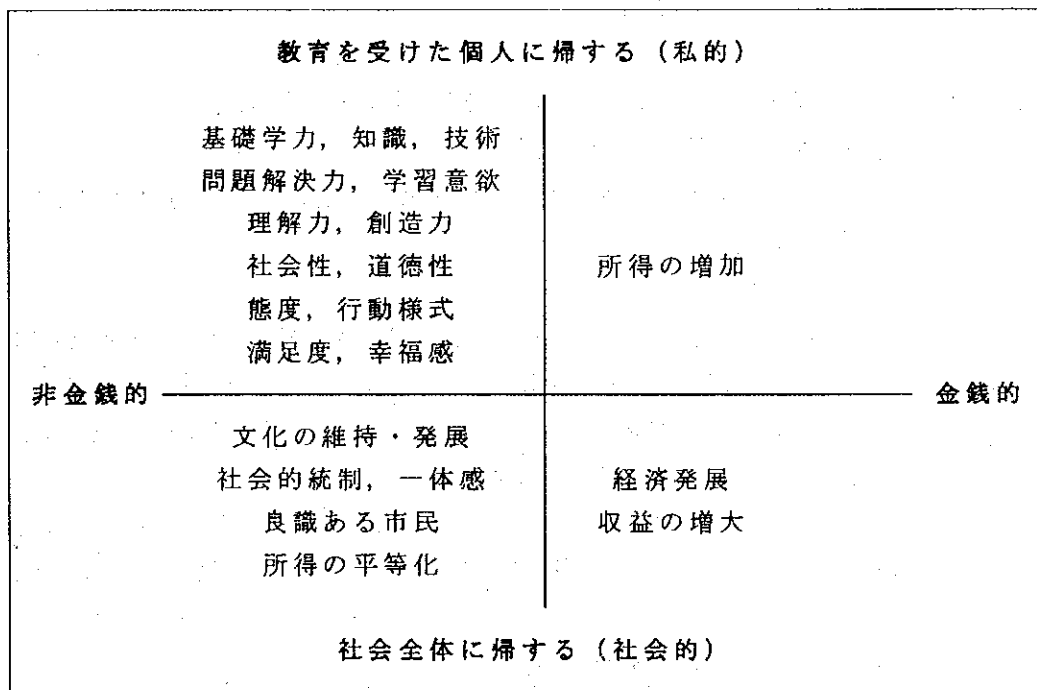 教育を受けた個人に帰する（私的）
基礎学力，知識，技術
問題解決力，学習意欲
理解力，創造力
社会性，道徳性
態度，行動様式
満足度，幸福感
所得の増加
非金銭的
金銭的
文化の維持・発展
社会的統制，一体感
良識ある市民
所得の平等化
経済発展
収益の増大
社会全体に帰する（社会的）